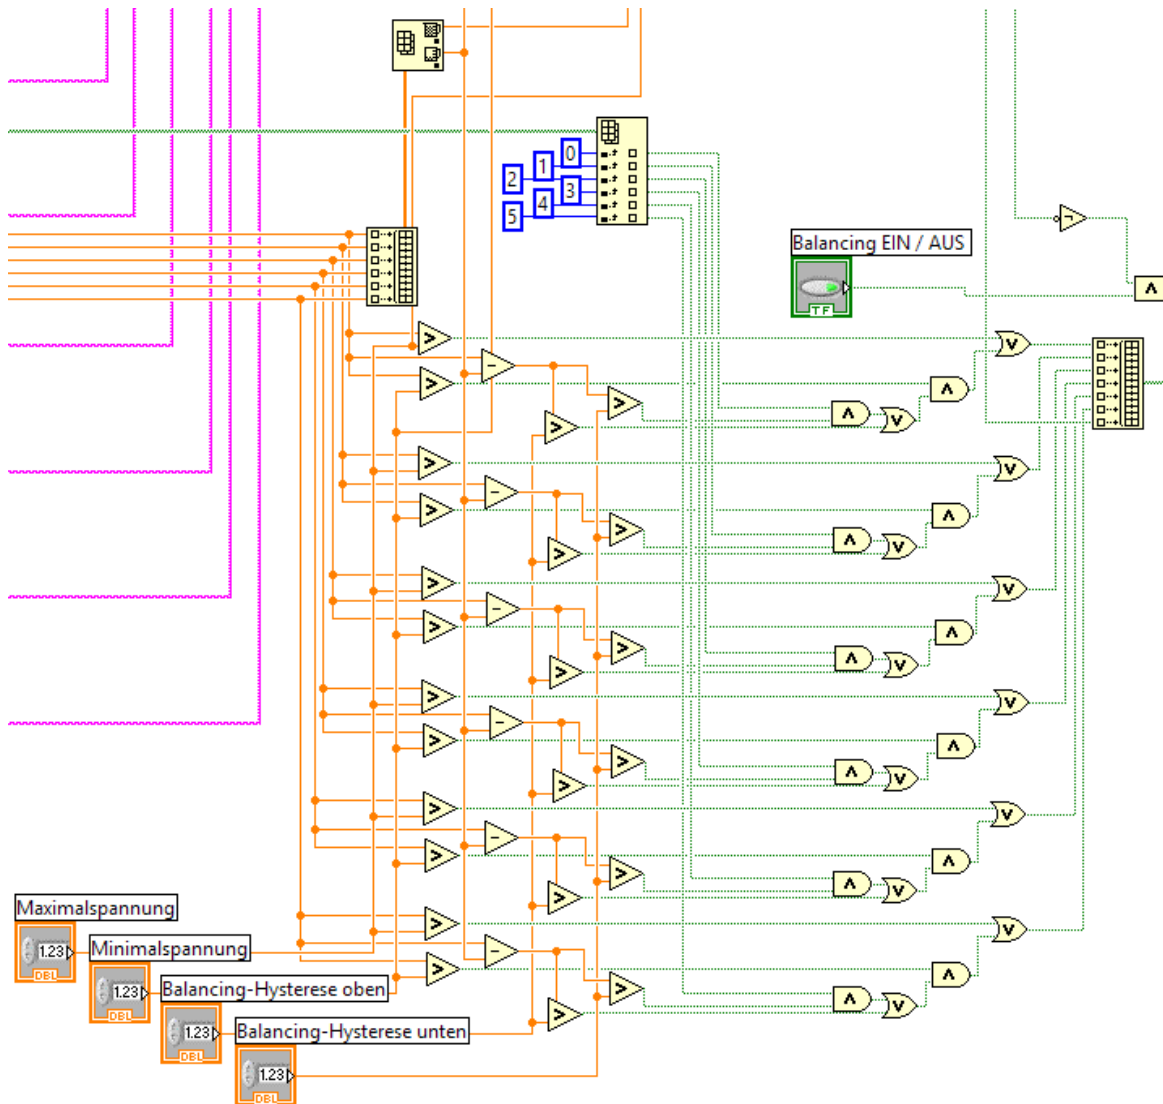 0
1
2
3
4
5
Balancing EIN / AUS
TF
Maximalspannung
1.23
DBL
Minimalspannung
1.23
DBL
Balancing-Hysterese oben
1.23
DBL
Balancing-Hysterese unten
1.23
DBL